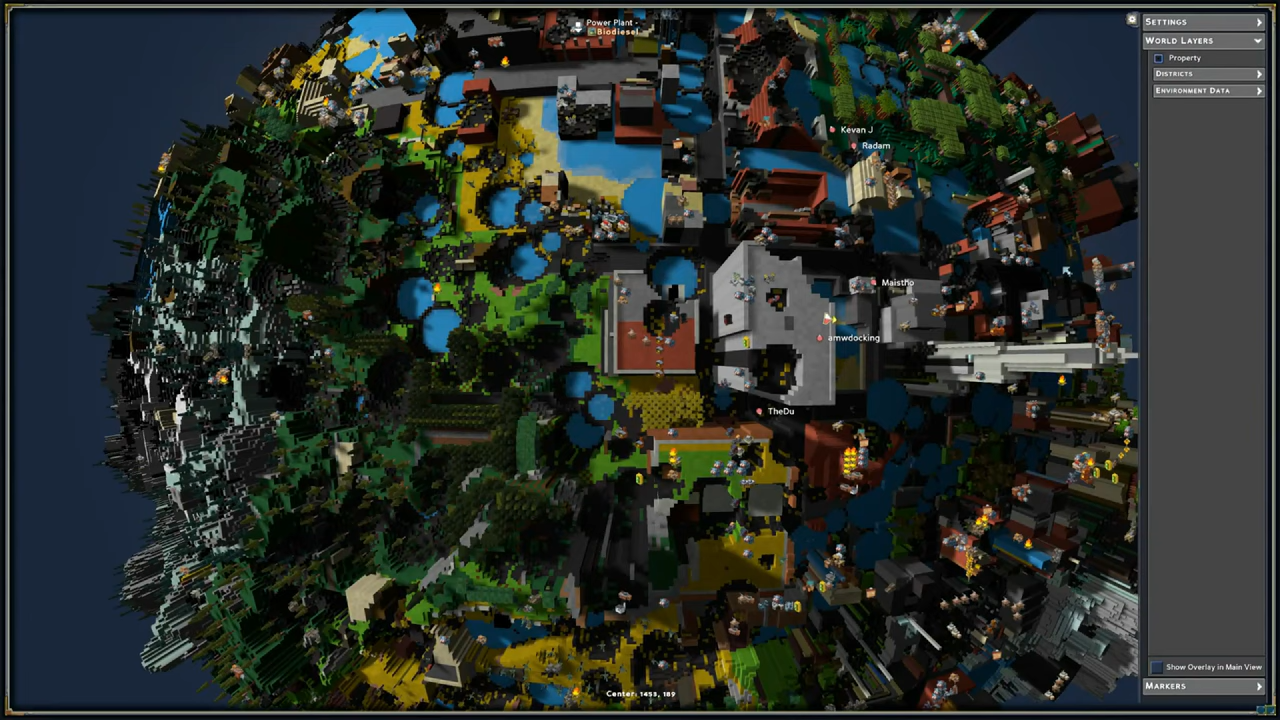 Power Plant -
Biodiesel
Kevan J
Radam
Maistho
amwdocking
TheDu
Center: 1453, 189
Settings
World Layers
Property
Districts
Environment Data
Show Overlay in Main View
Markers